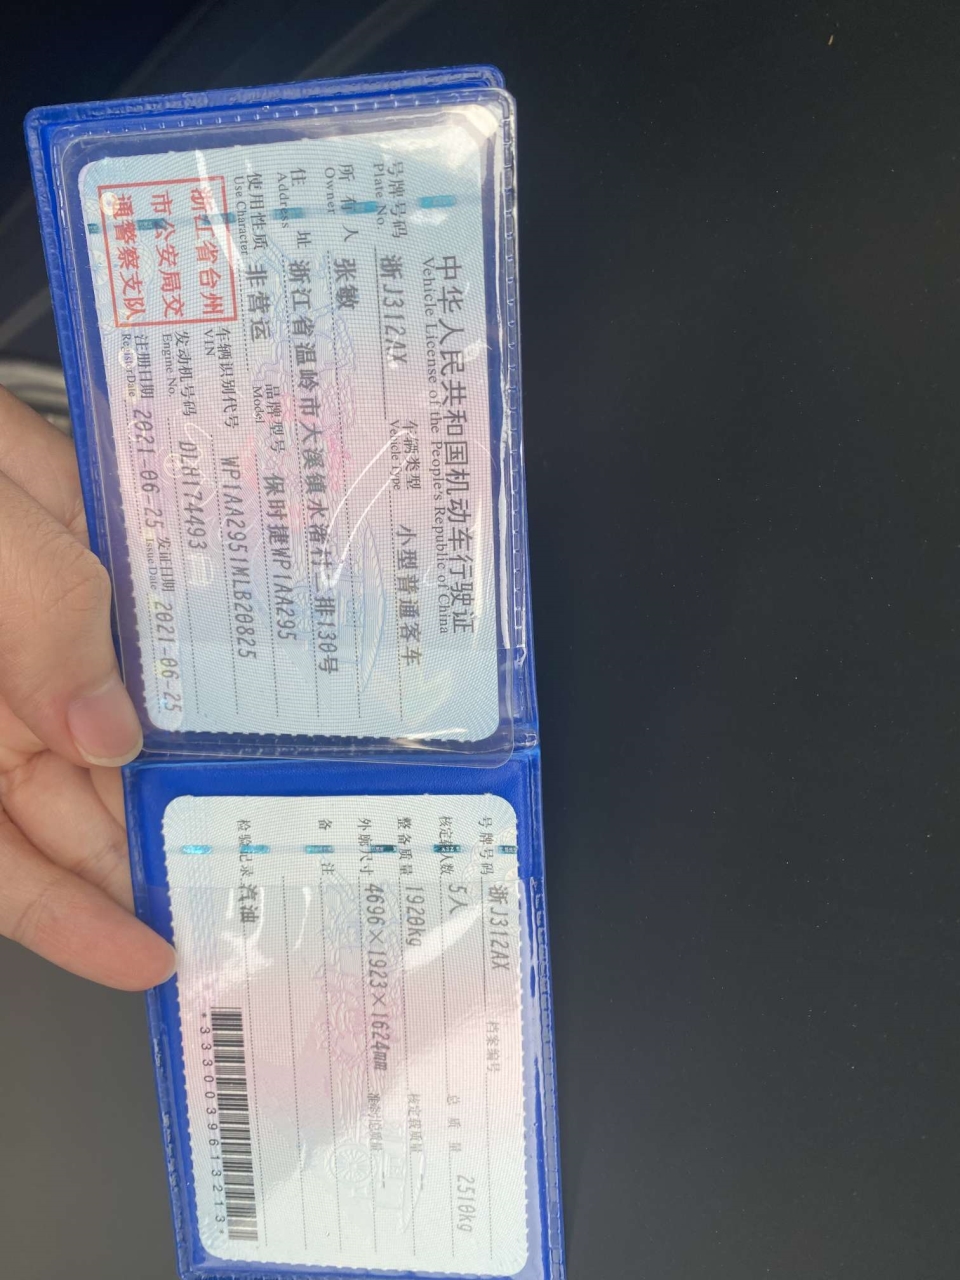 中华人民共和国机动车行驶证
Vehicle License of the People's Republic of China
号牌号码 浙J312AX 车辆类型 小型普通客车
Plate No. Vehicle Type
所有人 张敏
Owner
住址 浙江省温岭市大溪镇水潴村二排130号
Address
使用性质 非营运 品牌型号 保时捷WP1AA295
Use Character Model
浙江省台州
市公安局交
通警察支队
车辆识别代号 WP1AA2951MLB20825
VIN
发动机号码 DLH174493
Engine No.
注册日期 2021-06-25 发证日期 2021-06-25
Register Date Issue Date
号牌号码 浙J312AX 档案编号
核定载人数 5人 总质量 2510kg
整备质量 1920kg 核定载质量
外廓尺寸 4696×1923×1624mm 准牵引总质量 --
备注
检验记录 汽油
*3330039613213*